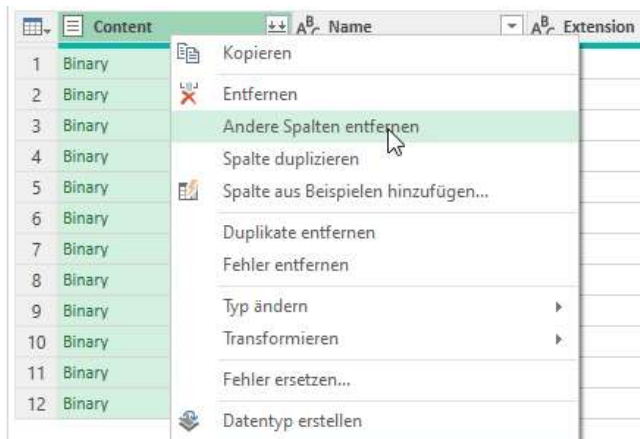 Content ABC Name ABC Extension
Kopieren
1 Binary
2 Binary Entfernen
3 Binary Andere Spalten entfernen
4 Binary Spalte duplizieren
5 Binary Spalte aus Beispielen hinzufügen...
6 Binary
Duplikate entfernen
7 Binary
8 Binary Fehler entfernen
9 Binary Typ ändern
10 Binary Transformieren
11 Binary Fehler ersetzen...
12 Binary
Datentyp erstellen